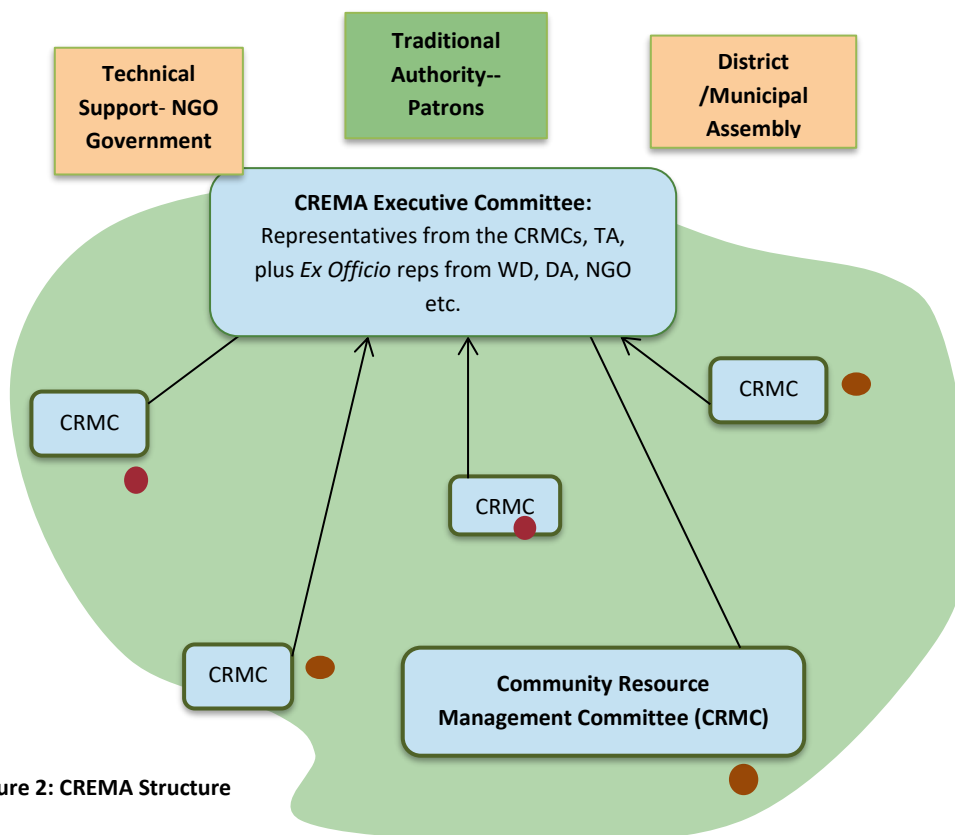 Technical
Support- NGO
Government
Traditional
Authority--
Patrons
District
/Municipal
Assembly
CREMA Executive Committee:
Representatives from the CRMCs, TA,
plus Ex Officio reps from WD, DA, NGO
etc.
CRMC
CRMC
CRMC
CRMC
Community Resource
Management Committee (CRMC)
ure 2: CREMA Structure